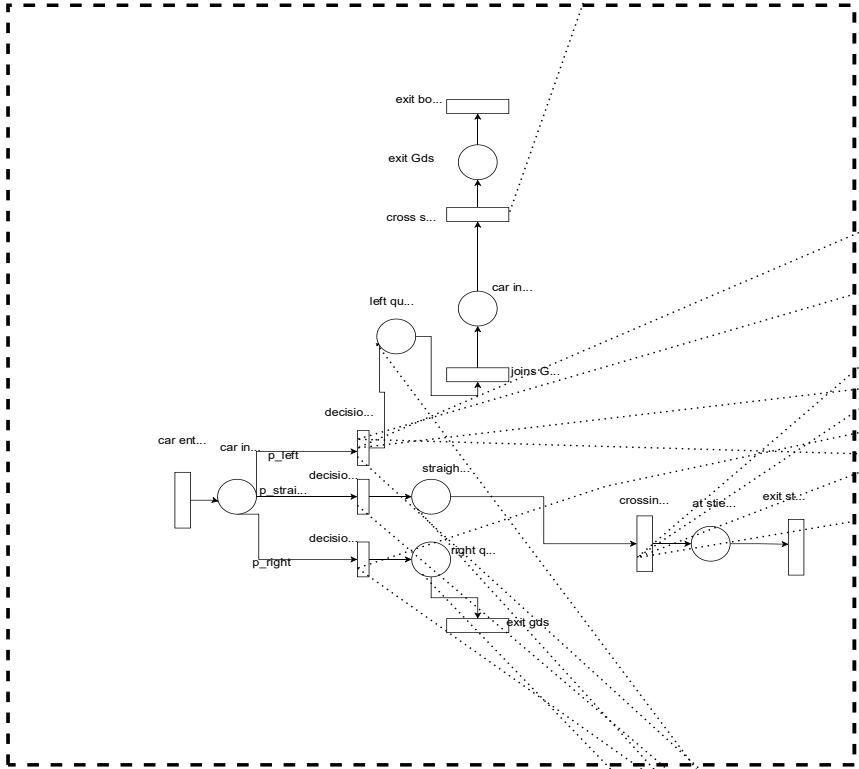 exit bo...
exit Gds
cross s...
car in...
left qu...
joins G...
decisio...
car ent...
car in...
p_left
decisio...
straigh...
p_strai...
crossin...
at stie...
exit st...
decisio...
right q...
p_right
exit gds